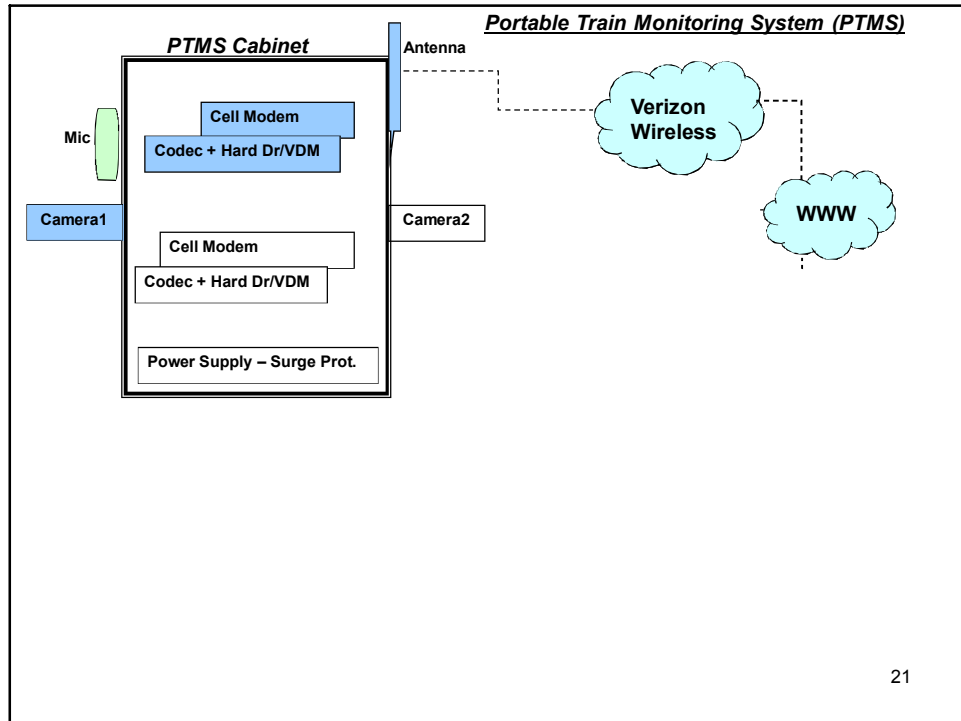 Portable Train Monitoring System (PTMS)
PTMS Cabinet
Antenna
Mic
Cell Modem
Codec + Hard Dr/VDM
Verizon
Wireless
Camera1
Camera2
WWW
Cell Modem
Codec + Hard Dr/VDM
Power Supply – Surge Prot.
21